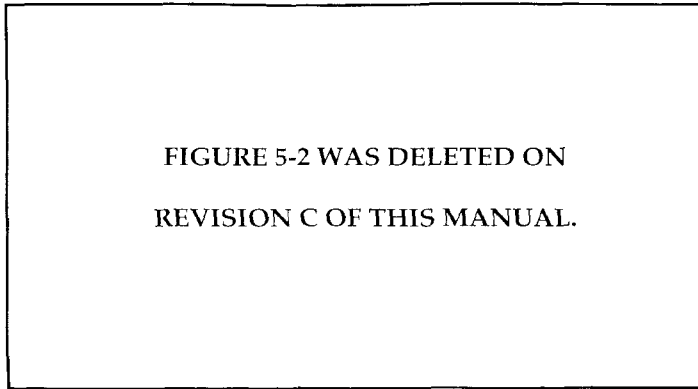 FIGURE 5-2 WAS DELETED ON
REVISION C OF THIS MANUAL.